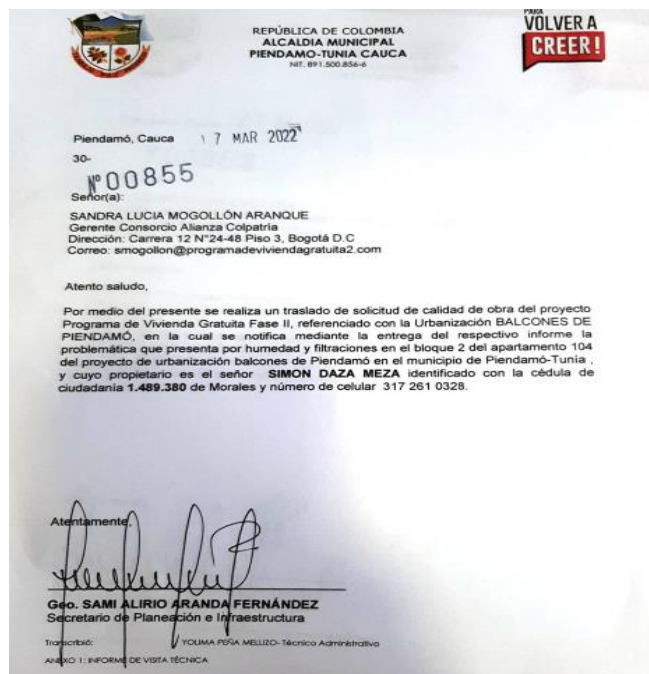 REPÚBLICA DE COLOMBIA
ALCALDIA MUNICIPAL
PIENDAMO-TUNIA CAUCA
NIT. 891.500.856-6
PARA
VOLVER A
CREER!
Piendamó, Cauca 17 MAR 2022
30-
Nº 00855
Señor(a):
SANDRA LUCIA MOGOLLÓN ARANQUE
Gerente Consorcio Alianza Colpatria
Dirección: Carrera 12 N°24-48 Piso 3, Bogotá D.C
Correo: smogollon@programadeviviendagratuita2.com
Atento saludo,
Por medio del presente se realiza un traslado de solicitud de calidad de obra del proyecto
Programa de Vivienda Gratuita Fase II, referenciado con la Urbanización BALCONES DE
PIENDAMÓ, en la cual se notifica mediante la entrega del respectivo informe la
problemática que presenta por humedad y filtraciones en el bloque 2 del apartamento 104
del proyecto de urbanización balcones de Piendamó en el municipio de Piendamó-Tunia ,
y cuyo propietario es el señor SIMON DAZA MEZA identificado con la cédula de
ciudadanía 1.489.380 de Morales y número de celular 317 261 0328.
Atentamente,
Geo. SAMI ALIRIO ARANDA FERNÁNDEZ
Secretario de Planeación e Infraestructura
Transcribió: YOLIMA PEÑA MELLIZO- Técnico Administrativo
ANEXO 1: INFORME DE VISITA TÉCNICA